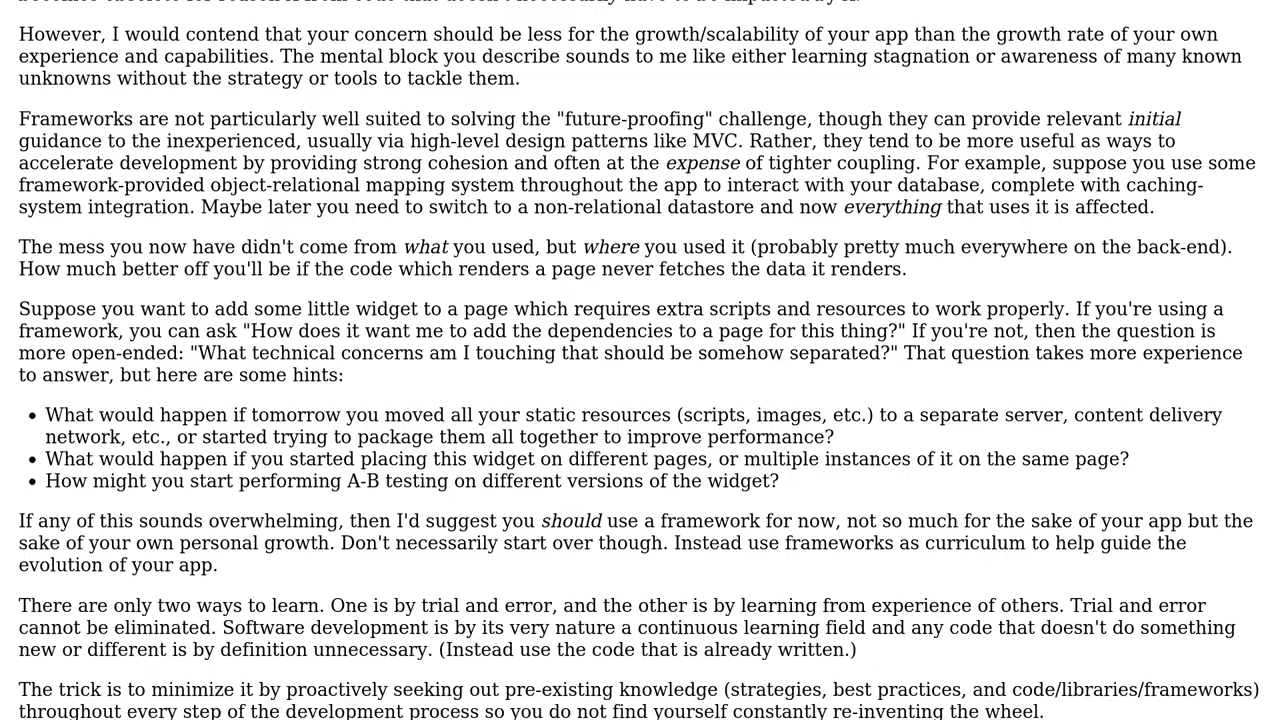 However, I would contend that your concern should be less for the growth/scalability of your app than the growth rate of your own
experience and capabilities. The mental block you describe sounds to me like either learning stagnation or awareness of many known
unknowns without the strategy or tools to tackle them.
Frameworks are not particularly well suited to solving the "future-proofing" challenge, though they can provide relevant initial
guidance to the inexperienced, usually via high-level design patterns like MVC. Rather, they tend to be more useful as ways to
accelerate development by providing strong cohesion and often at the expense of tighter coupling. For example, suppose you use some
framework-provided object-relational mapping system throughout the app to interact with your database, complete with caching-
system integration. Maybe later you need to switch to a non-relational datastore and now everything that uses it is affected.
The mess you now have didn't come from what you used, but where you used it (probably pretty much everywhere on the back-end).
How much better off you'll be if the code which renders a page never fetches the data it renders.
Suppose you want to add some little widget to a page which requires extra scripts and resources to work properly. If you're using a
framework, you can ask "How does it want me to add the dependencies to a page for this thing?" If you're not, then the question is
more open-ended: "What technical concerns am I touching that should be somehow separated?" That question takes more experience
to answer, but here are some hints:
• What would happen if tomorrow you moved all your static resources (scripts, images, etc.) to a separate server, content delivery
network, etc., or started trying to package them all together to improve performance?
• What would happen if you started placing this widget on different pages, or multiple instances of it on the same page?
• How might you start performing A-B testing on different versions of the widget?
If any of this sounds overwhelming, then I'd suggest you should use a framework for now, not so much for the sake of your app but the
sake of your own personal growth. Don't necessarily start over though. Instead use frameworks as curriculum to help guide the
evolution of your app.
There are only two ways to learn. One is by trial and error, and the other is by learning from experience of others. Trial and error
cannot be eliminated. Software development is by its very nature a continuous learning field and any code that doesn't do something
new or different is by definition unnecessary. (Instead use the code that is already written.)
The trick is to minimize it by proactively seeking out pre-existing knowledge (strategies, best practices, and code/libraries/frameworks)
throughout every step of the development process so you do not find yourself constantly re-inventing the wheel.